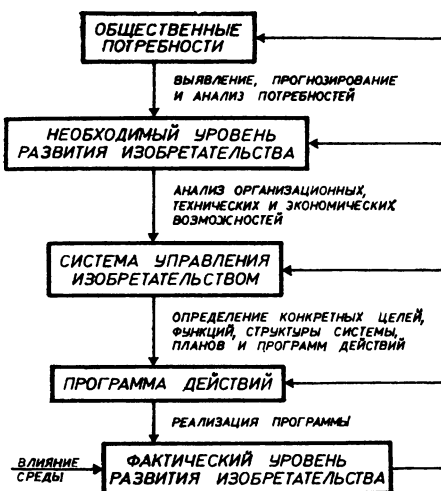 ОБЩЕСТВЕННЫЕ
ПОТРЕБНОСТИ
ВЫЯВЛЕНИЕ, ПРОГНОЗИРОВАНИЕ
И АНАЛИЗ ПОТРЕБНОСТЕЙ
НЕОБХОДИМЫЙ УРОВЕНЬ
РАЗВИТИЯ ИЗОБРЕТАТЕЛЬСТВА
АНАЛИЗ ОРГАНИЗАЦИОННЫХ,
ТЕХНИЧЕСКИХ И ЭКОНОМИЧЕСКИХ
ВОЗМОЖНОСТЕЙ
СИСТЕМА УПРАВЛЕНИЯ
ИЗОБРЕТАТЕЛЬСТВОМ
ОПРЕДЕЛЕНИЕ КОНКРЕТНЫХ ЦЕЛЕЙ,
ФУНКЦИЙ, СТРУКТУРЫ СИСТЕМЫ,
ПЛАНОВ И ПРОГРАММ ДЕЙСТВИЙ
ПРОГРАММА ДЕЙСТВИЙ
РЕАЛИЗАЦИЯ ПРОГРАММЫ
ВЛИЯНИЕ
СРЕДЫ
ФАКТИЧЕСКИЙ УРОВЕНЬ
РАЗВИТИЯ ИЗОБРЕТАТЕЛЬСТВА